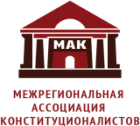 МАК
МЕЖРЕГИОНАЛЬНАЯ
АССОЦИАЦИЯ
КОНСТИТУЦИОНАЛИСТОВ